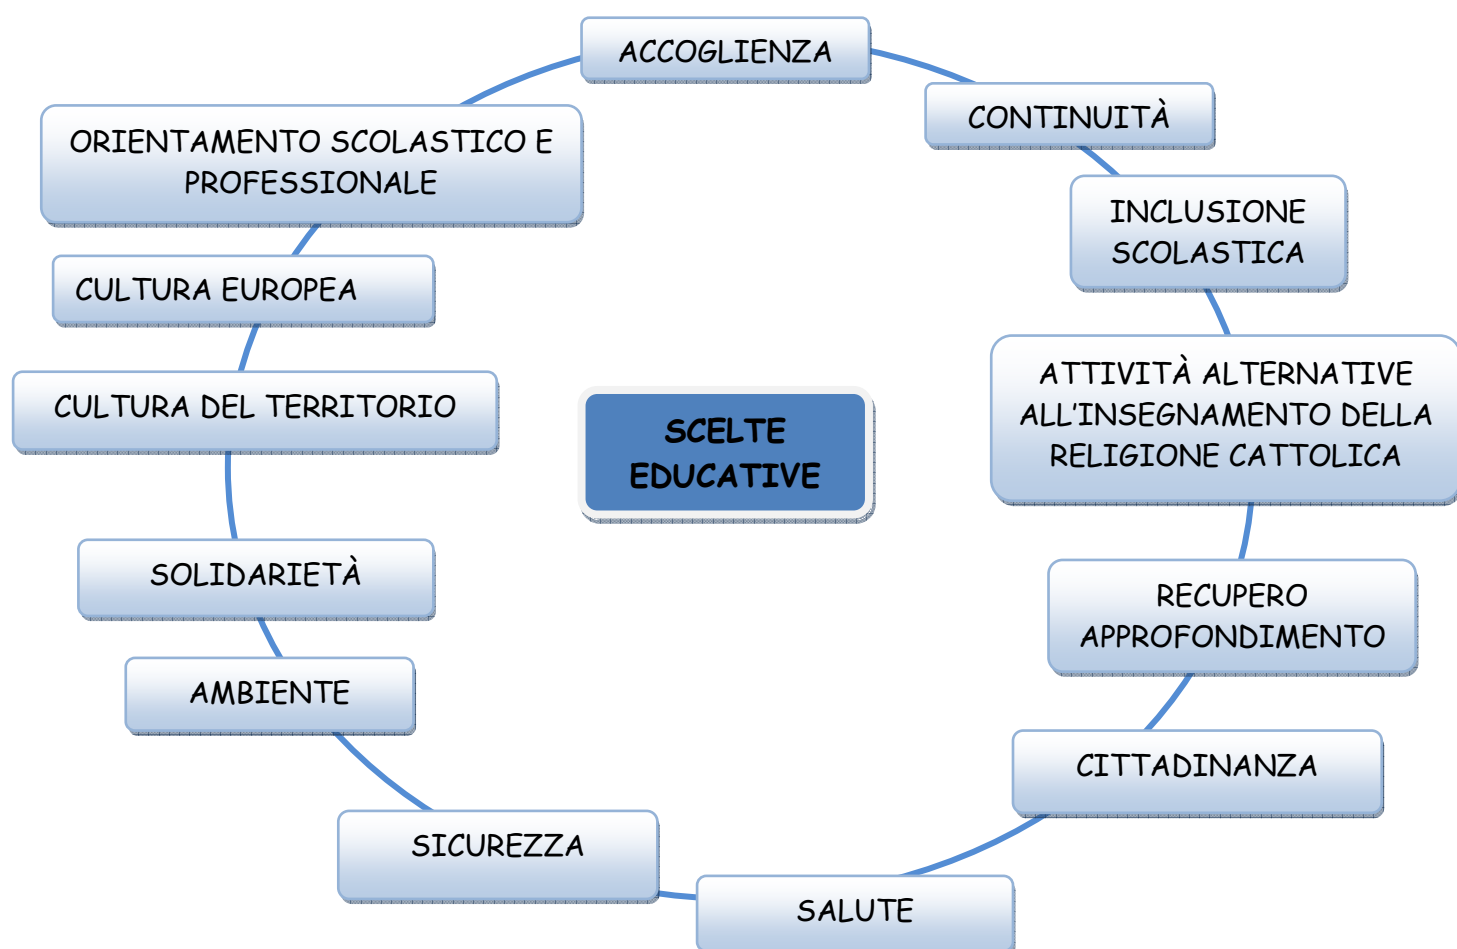 ACCOGLIENZA
CONTINUITÀ
ORIENTAMENTO SCOLASTICO E
PROFESSIONALE
INCLUSIONE
SCOLASTICA
CULTURA EUROPEA
ATTIVITÀ ALTERNATIVE
ALL'INSEGNAMENTO DELLA
RELIGIONE CATTOLICA
CULTURA DEL TERRITORIO
SCELTE
EDUCATIVE
SOLIDARIETÀ
RECUPERO
APPROFONDIMENTO
AMBIENTE
CITTADINANZA
SICUREZZA
SALUTE